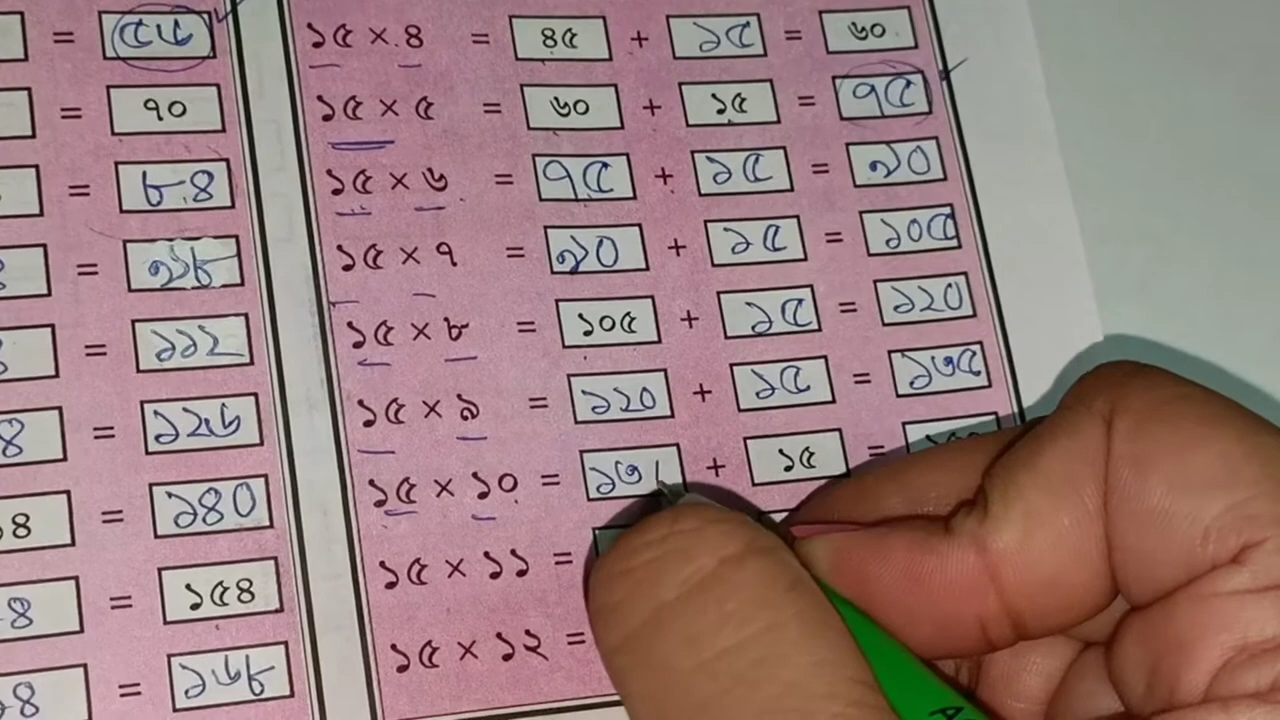 = ৫৬
= ৭০
= ৮৪
= ৯৮
= ১১২
৪ = ১২৬
৪ = ১৪০
৪ = ১৫৪
৪ = ১৬৮
১৫ × ৪ = ৪৫ + ১৫ = ৬০
১৫ × ৫ = ৬০ + ১৫ = ৭৫
১৫ × ৬ = ৭৫ + ১৫ = ৯০
১৫ × ৭ = ৯০ + ১৫ = ১০৫
১৫ × ৮ = ১০৫ + ১৫ = ১২০
১৫ × ৯ = ১২০ + ১৫ = ১৩৫
১৫ × ১০ = ১৩ + ১৫ =
১৫ × ১১ =
১৫ × ১২ =